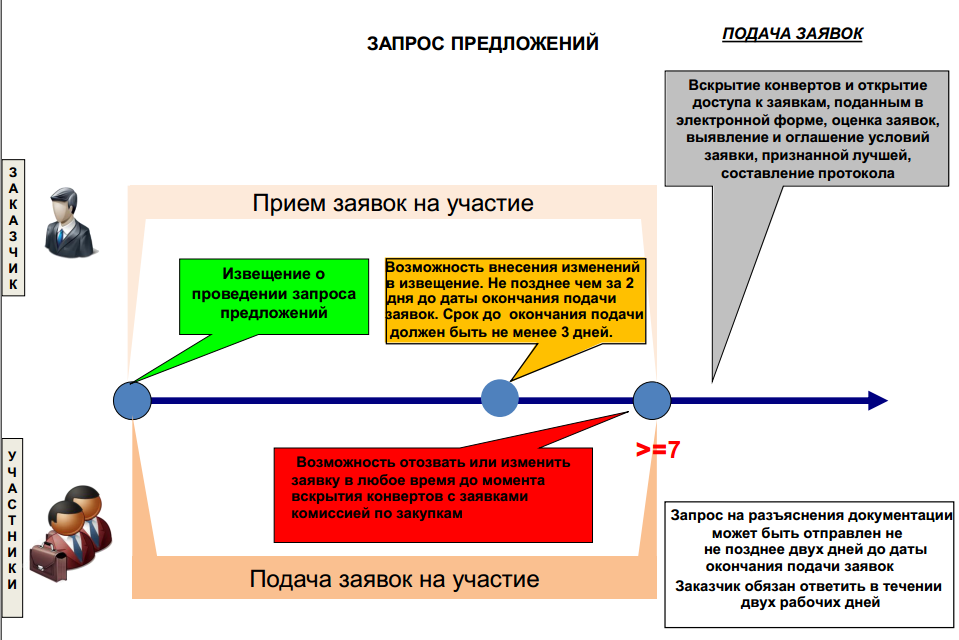 ЗАПРОС ПРЕДЛОЖЕНИЙ
ПОДАЧА ЗАЯВОК
Вскрытие конвертов и открытие
доступа к заявкам, поданным в
электронной форме, оценка заявок,
выявление и оглашение условий
заявки, признанной лучшей,
составление протокола
ЗАКАЗЧИК
Прием заявок на участие
Извещение о
проведении запроса
предложений
Возможность внесения изменений
в извещение. Не позднее чем за 2
дня до даты окончания подачи
заявок. Срок до окончания подачи
должен быть не менее 3 дней.
>=7
УЧАСТНИКИ
Возможность отозвать или изменить
заявку в любое время до момента
вскрытия конвертов с заявками
комиссией по закупкам
Подача заявок на участие
Запрос на разъяснения документации
может быть отправлен не
не позднее двух дней до даты
окончания подачи заявок
Заказчик обязан ответить в течении
двух рабочих дней